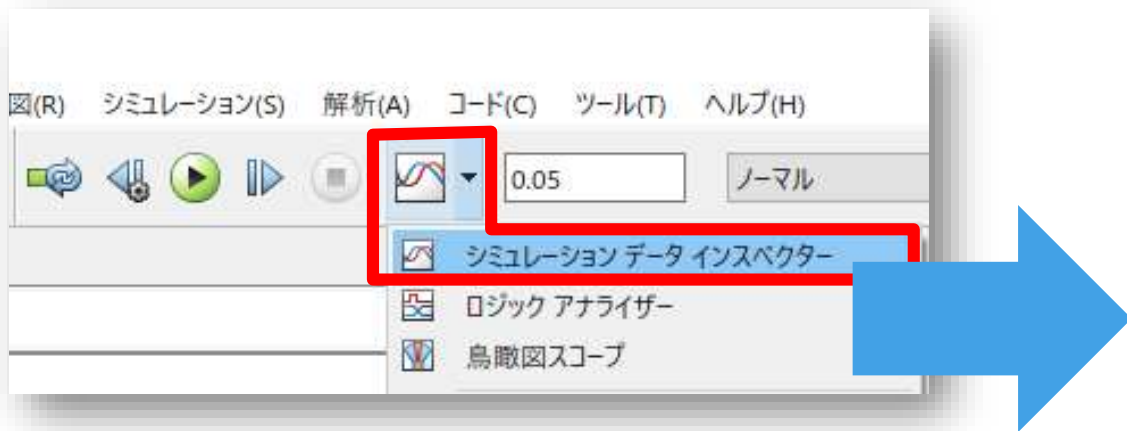 図(R) シミュレーション(S) 解析(A) コード(C) ツール(T) ヘルプ(H)
0.05 ノーマル
シミュレーション データ インスペクター
ロジック アナライザー
鳥瞰図スコープ